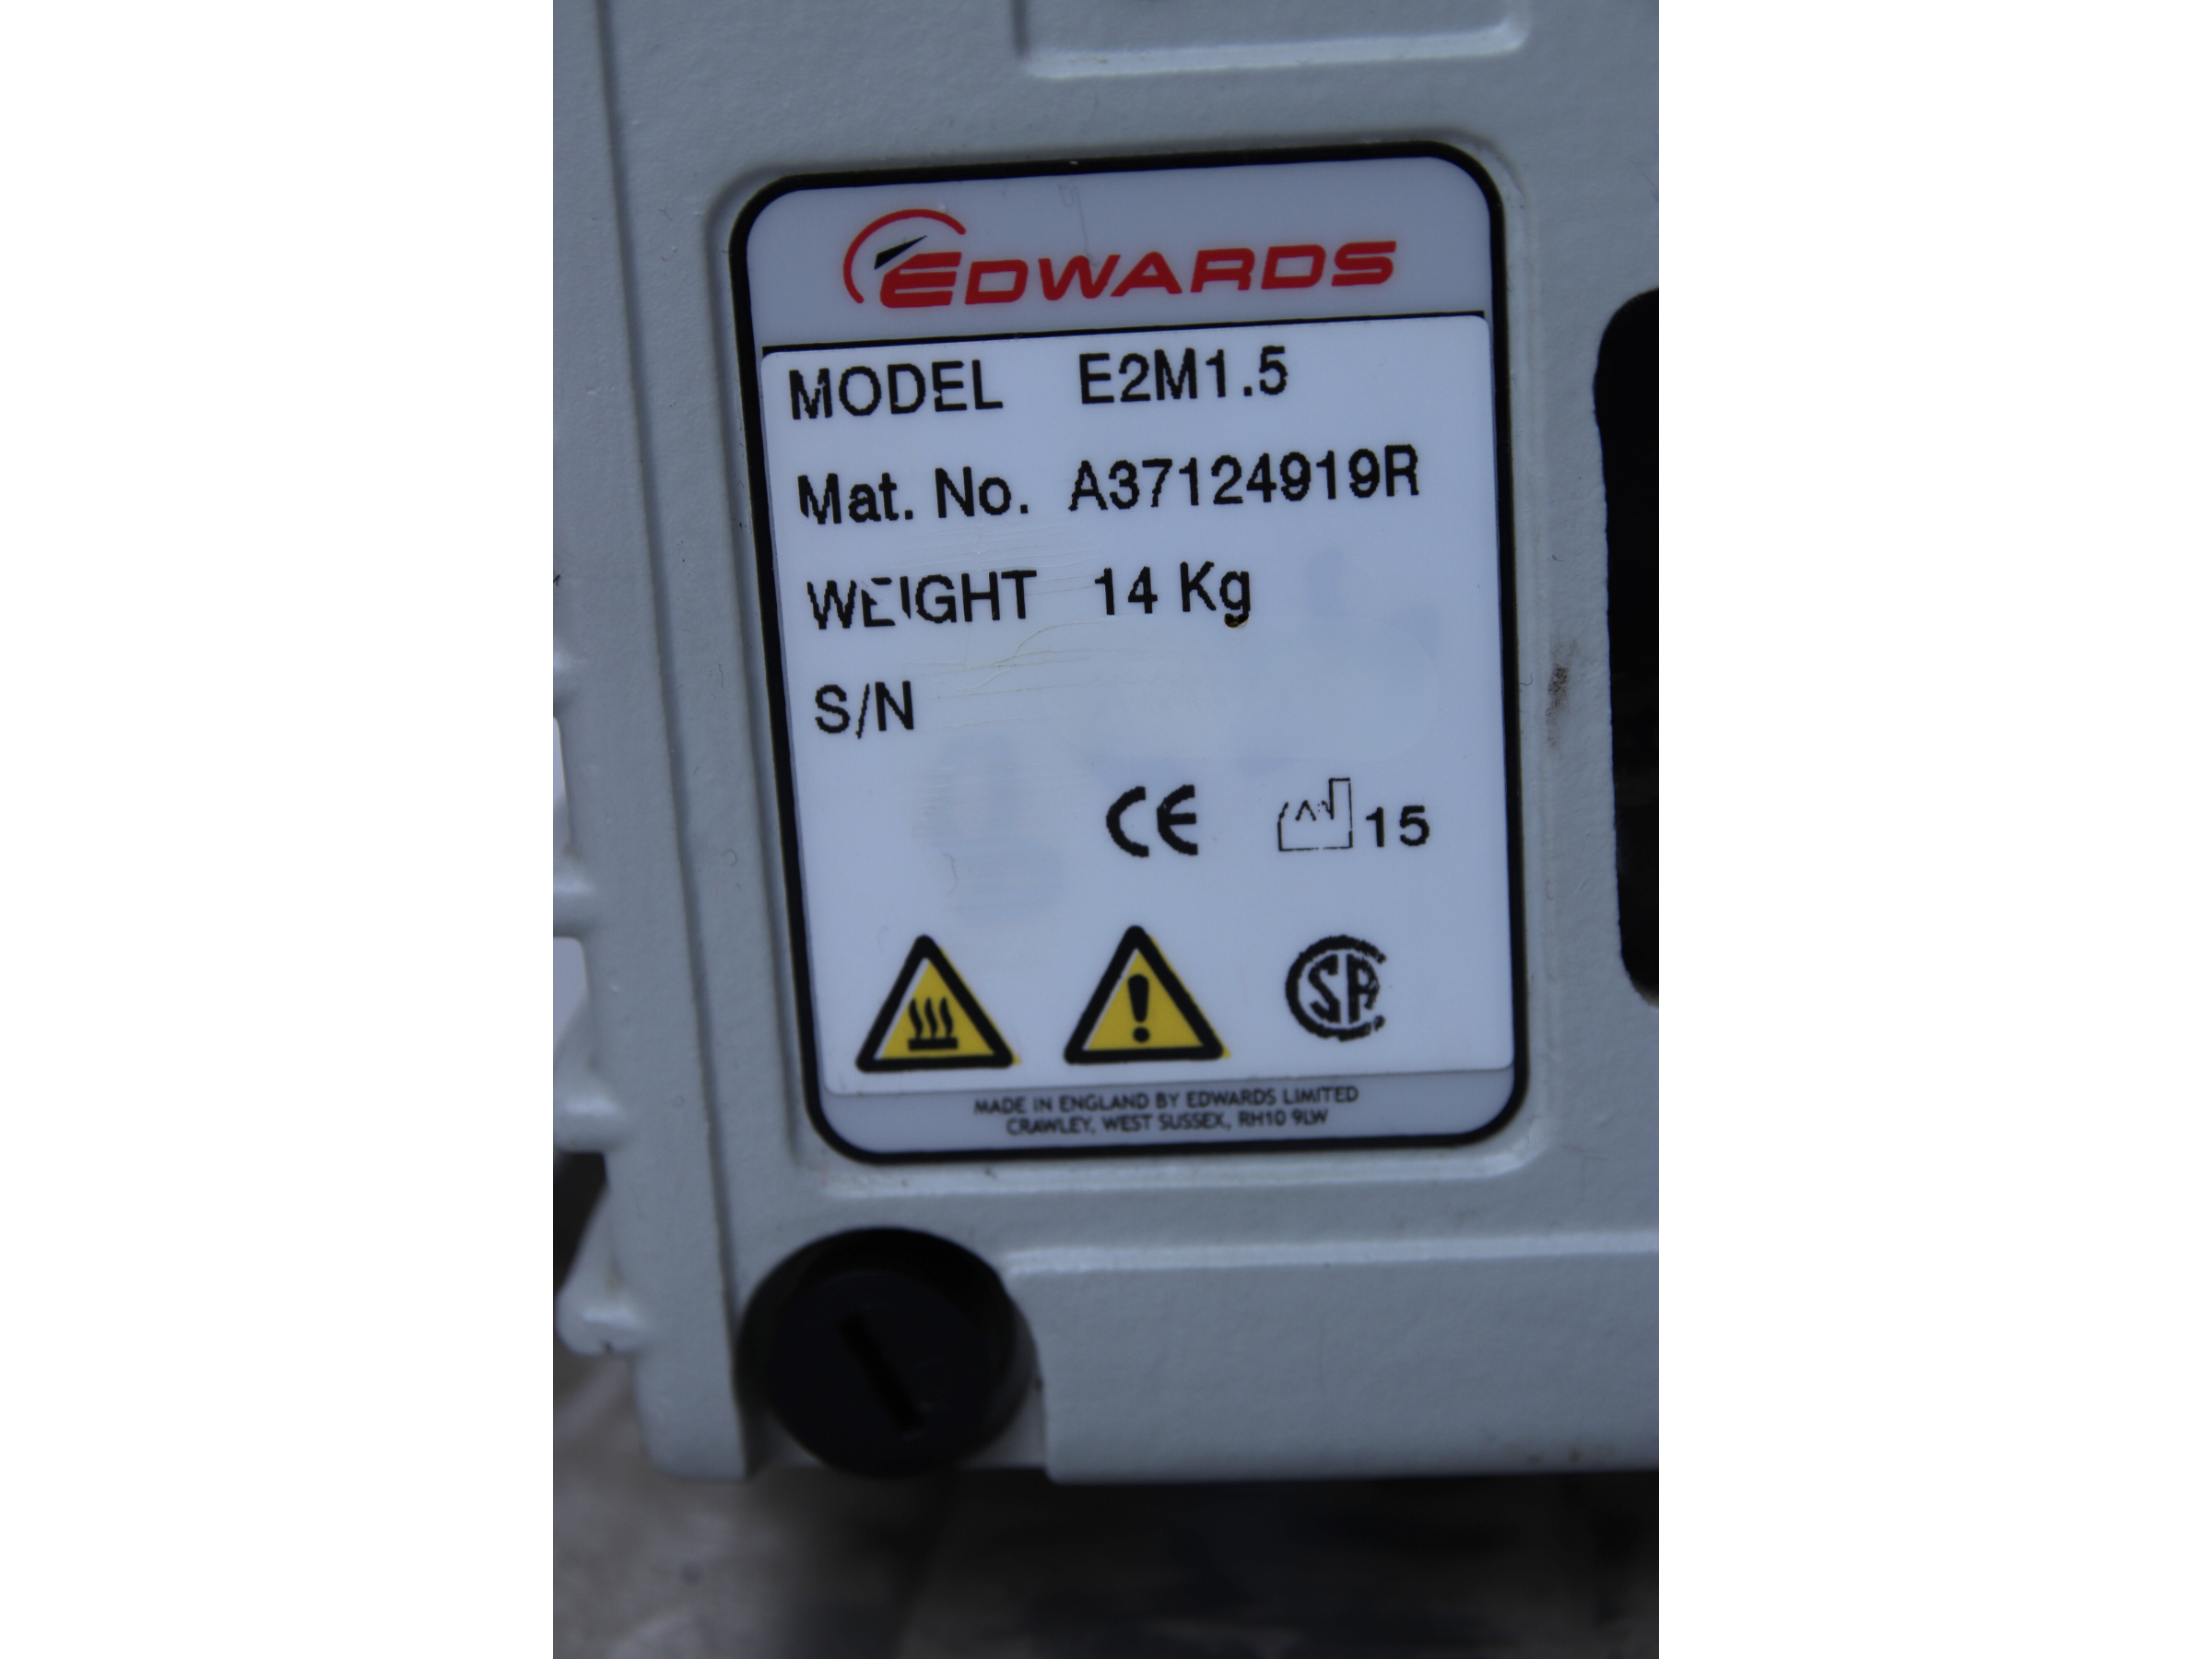 EDWARDS
MODEL E2M1.5
Mat. No. A37124919R
WEIGHT 14 Kg
S/N
CE 15
SA
MADE IN ENGLAND BY EDWARDS LIMITED
CRAWLEY, WEST SUSSEX, RH10 9LW